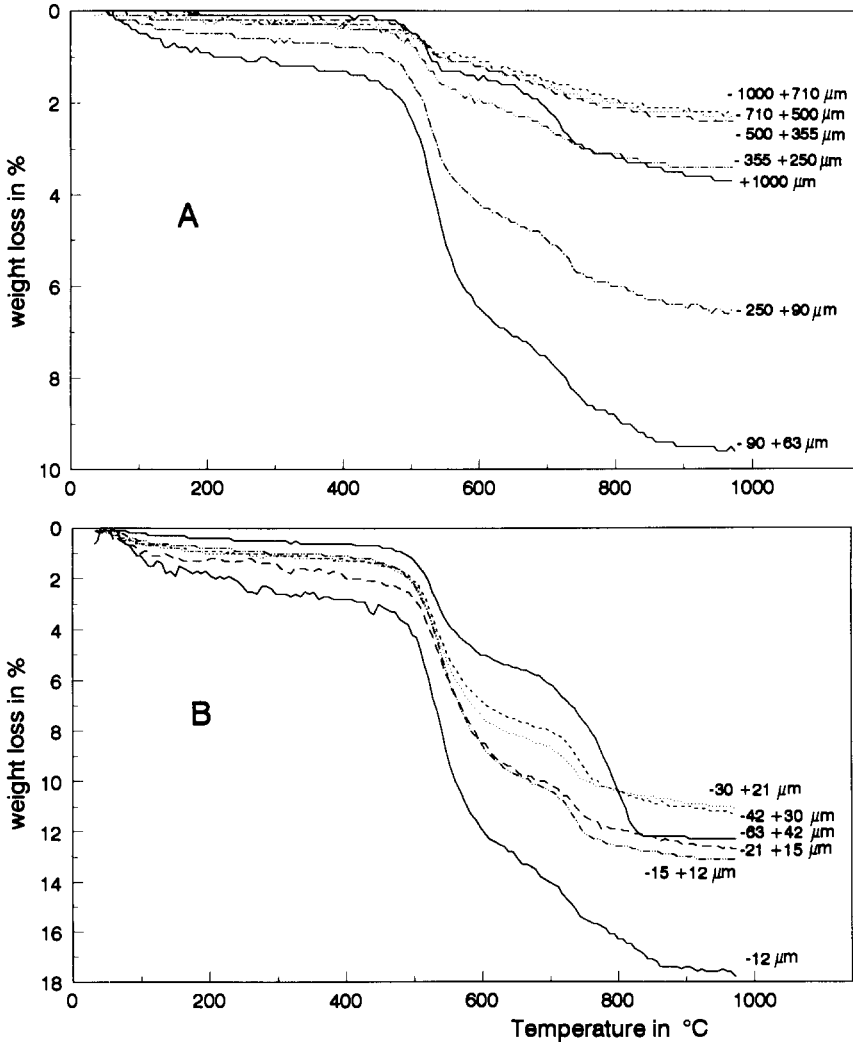 0
2
4
6
8
10
weight loss in %
A
-1000 +710 μm
-710 +500 μm
-500 +355 μm
-355 +250 μm
+1000 μm
-250 +90 μm
-90 +63 μm
0 200 400 600 800 1000
0
2
4
6
8
10
12
14
16
18
weight loss in %
B
-30 +21 μm
-42 +30 μm
-63 +42 μm
-21 +15 μm
-15 +12 μm
-12 μm
0 200 400 600 800 1000
Temperature in °C